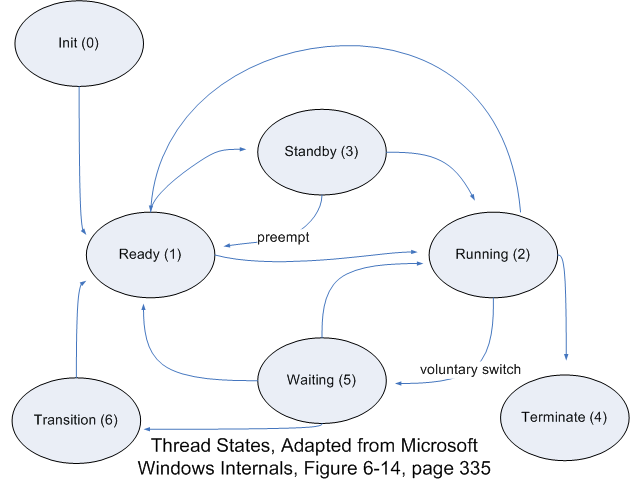 Init (0)
Standby (3)
preempt
Ready (1)
Running (2)
voluntary switch
Waiting (5)
Transition (6)
Terminate (4)
Thread States, Adapted from Microsoft
Windows Internals, Figure 6-14, page 335